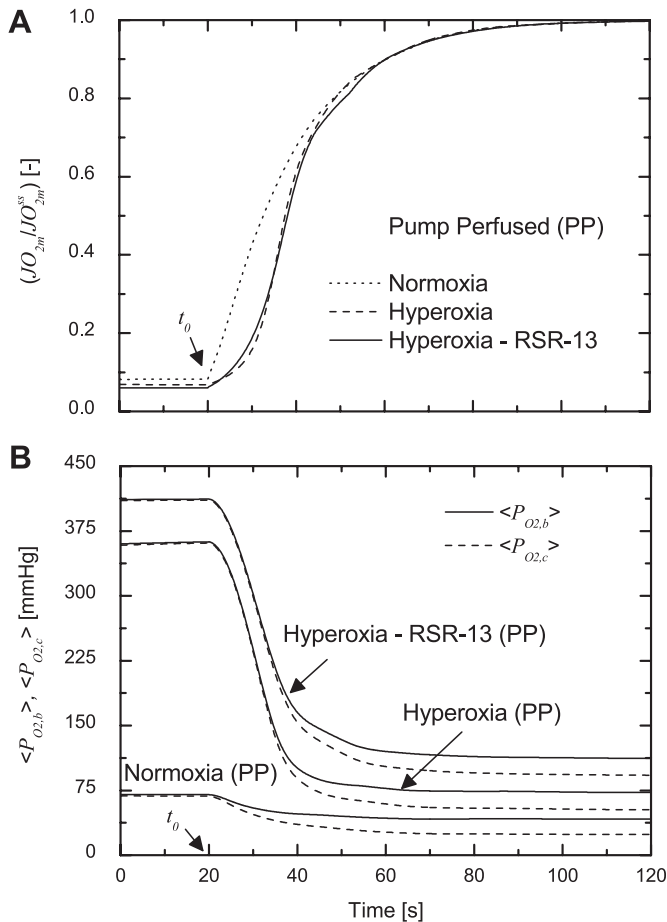 A
1.0
0.8
0.6
0.4
0.2
0.0
(JO2m/JO2m^ss) [-]
Pump Perfused (PP)
Normoxia
Hyperoxia
Hyperoxia - RSR-13
t0
B
450
375
300
225
150
75
0
<PO2,b>, <PO2,c> [mmHg]
<PO2,b>
<PO2,c>
Hyperoxia - RSR-13 (PP)
Hyperoxia (PP)
Normoxia (PP)
t0
0 20 40 60 80 100 120
Time [s]